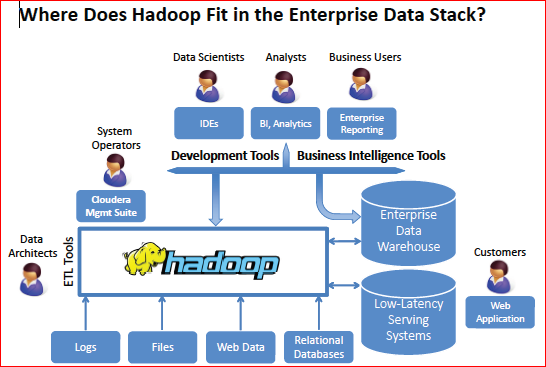 Where Does Hadoop Fit in the Enterprise Data Stack?
Data Scientists
Analysts
Business Users
IDEs
BI, Analytics
Enterprise
Reporting
System
Operators
Development Tools
Business Intelligence Tools
Cloudera
Mgmt Suite
Enterprise
Data
Warehouse
Data
Architects
ETL Tools
hadoop
Customers
Web
Application
Low-Latency
Serving
Systems
Logs
Files
Web Data
Relational
Databases